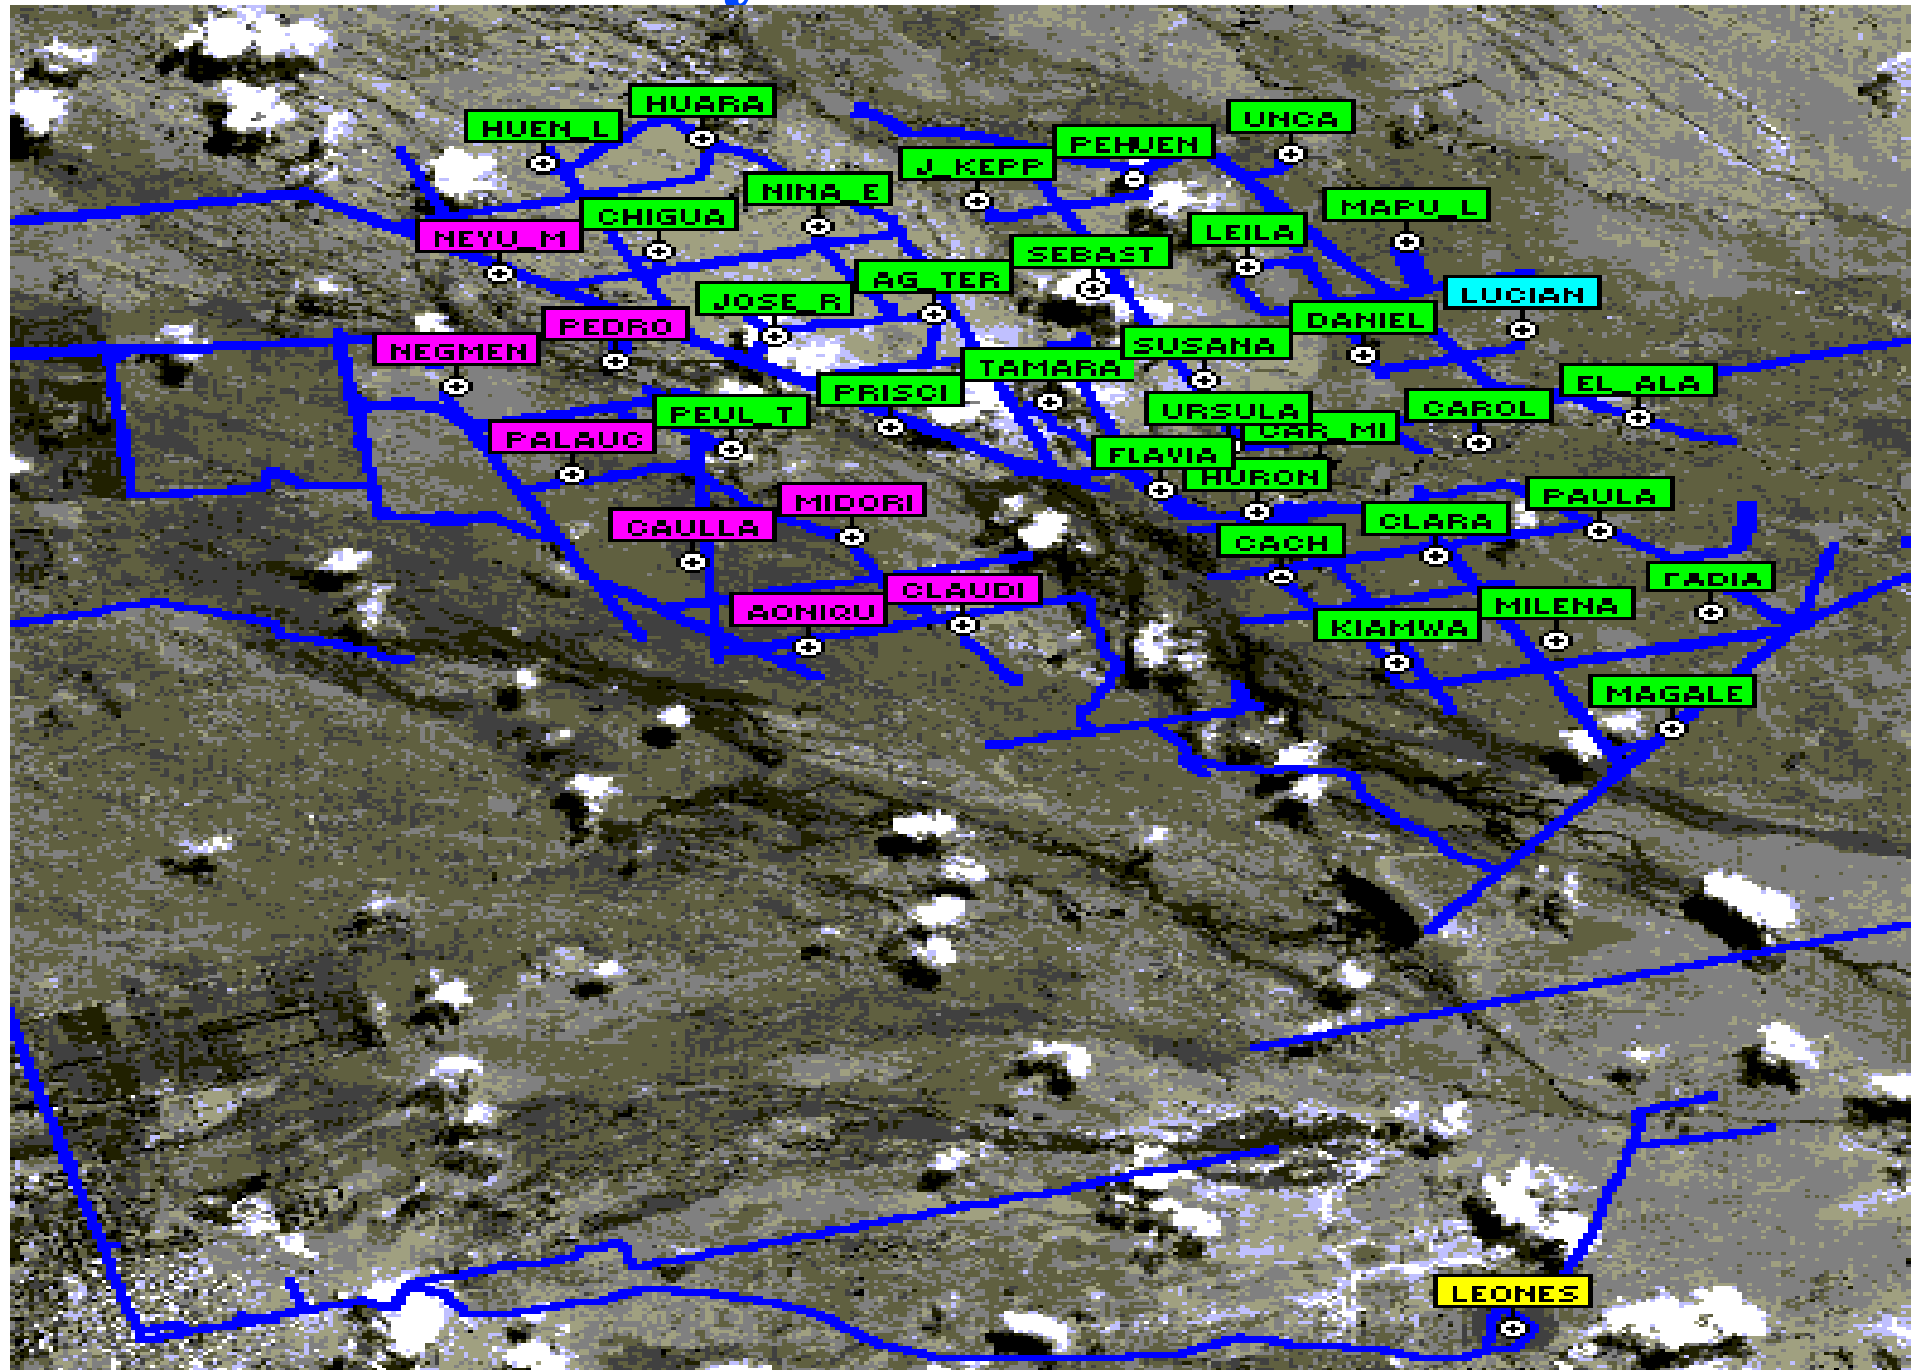 HUARA
UNCA
HUEN_L
PEHUEN
J_KEPP
NINA_E
MAPU_L
CHIGUA
LEILA
NEYU_M
SEBAST
AG_TER
LUCIAN
JOSE_R
DANIEL
PEDRO
SUSANA
NEGMEN
TAMARA
EL_ALA
PRISCI
PEUL_T
URSULA
CAROL
CAR_MI
PALAUC
FLAVIA
HURON
MIDORI
PAULA
CAULLA
CLARA
CACH
FADIA
CLAUDI
MILENA
AONIQU
KIAMWA
MAGALE
LEONES